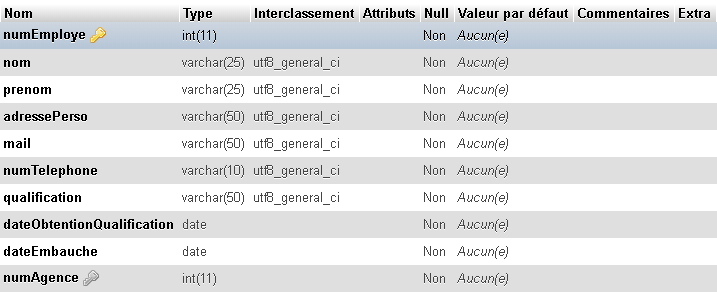 Nom Type Interclassement Attributs Null Valeur par défaut Commentaires Extra
numEmploye int(11) Non Aucun(e)
nom varchar(25) utf8_general_ci Non Aucun(e)
prenom varchar(25) utf8_general_ci Non Aucun(e)
adressePerso varchar(50) utf8_general_ci Non Aucun(e)
mail varchar(50) utf8_general_ci Non Aucun(e)
numTelephone varchar(10) utf8_general_ci Non Aucun(e)
qualification varchar(50) utf8_general_ci Non Aucun(e)
dateObtentionQualification date Non Aucun(e)
dateEmbauche date Non Aucun(e)
numAgence int(11) Non Aucun(e)